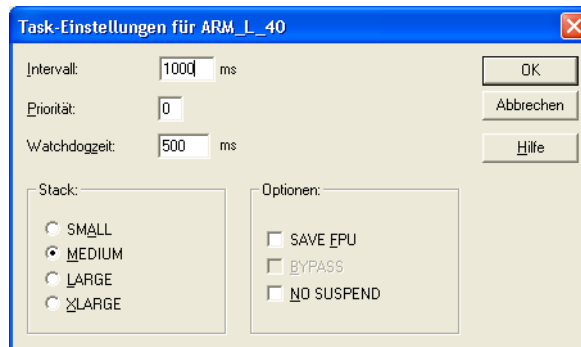 Task-Einstellungen für ARM_L_40
Intervall: 1000 ms OK
Priorität: 0 Abbrechen
Watchdogzeit: 500 ms Hilfe
Stack: Optionen:
SMALL
MEDIUM
LARGE
XLARGE
SAVE FPU
BYPASS
NO SUSPEND